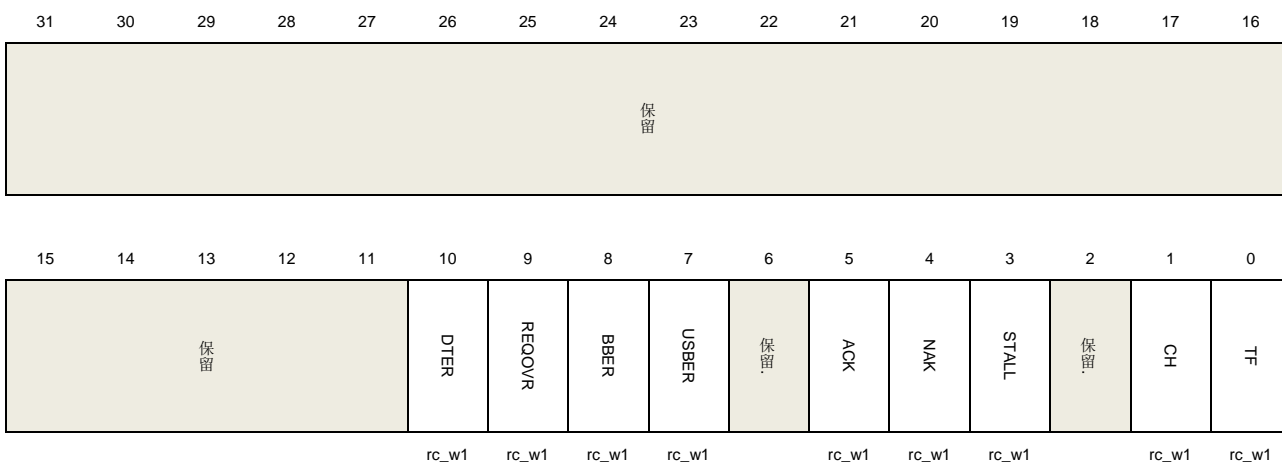 31 30 29 28 27 26 25 24 23 22 21 20 19 18 17 16
保留
15 14 13 12 11 10 9 8 7 6 5 4 3 2 1 0
保留 DTER REQOVR BBER USBER 保留. ACK NAK STALL 保留. CH TF
rc_w1 rc_w1 rc_w1 rc_w1 rc_w1 rc_w1 rc_w1 rc_w1 rc_w1